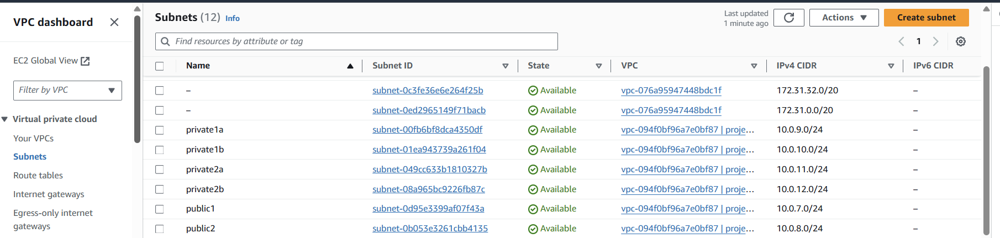 VPC dashboard
EC2 Global View
Filter by VPC
Virtual private cloud
Your VPCs
Subnets
Route tables
Internet gateways
Egress-only internet
gateways
Subnets (12) Info
Last updated
1 minute ago
Actions
Create subnet
Find resources by attribute or tag
1
Name Subnet ID State VPC IPv4 CIDR IPv6 CIDR
– subnet-0c3fe36e6e264f25b Available vpc-076a95947448bdc1f 172.31.32.0/20 –
– subnet-0ed2965149f71bacb Available vpc-076a95947448bdc1f 172.31.0.0/20 –
private1a subnet-00fb6bf8dca4350df Available vpc-094f0bf96a7e0bf87 | proje... 10.0.9.0/24 –
private1b subnet-01ea943739a261f04 Available vpc-094f0bf96a7e0bf87 | proje... 10.0.10.0/24 –
private2a subnet-049cc633b1810327b Available vpc-094f0bf96a7e0bf87 | proje... 10.0.11.0/24 –
private2b subnet-08a965bc9226fb87c Available vpc-094f0bf96a7e0bf87 | proje... 10.0.12.0/24 –
public1 subnet-0d95e3399af07f43a Available vpc-094f0bf96a7e0bf87 | proje... 10.0.7.0/24 –
public2 subnet-0b053e3261cbb4135 Available vpc-094f0bf96a7e0bf87 | proje... 10.0.8.0/24 –